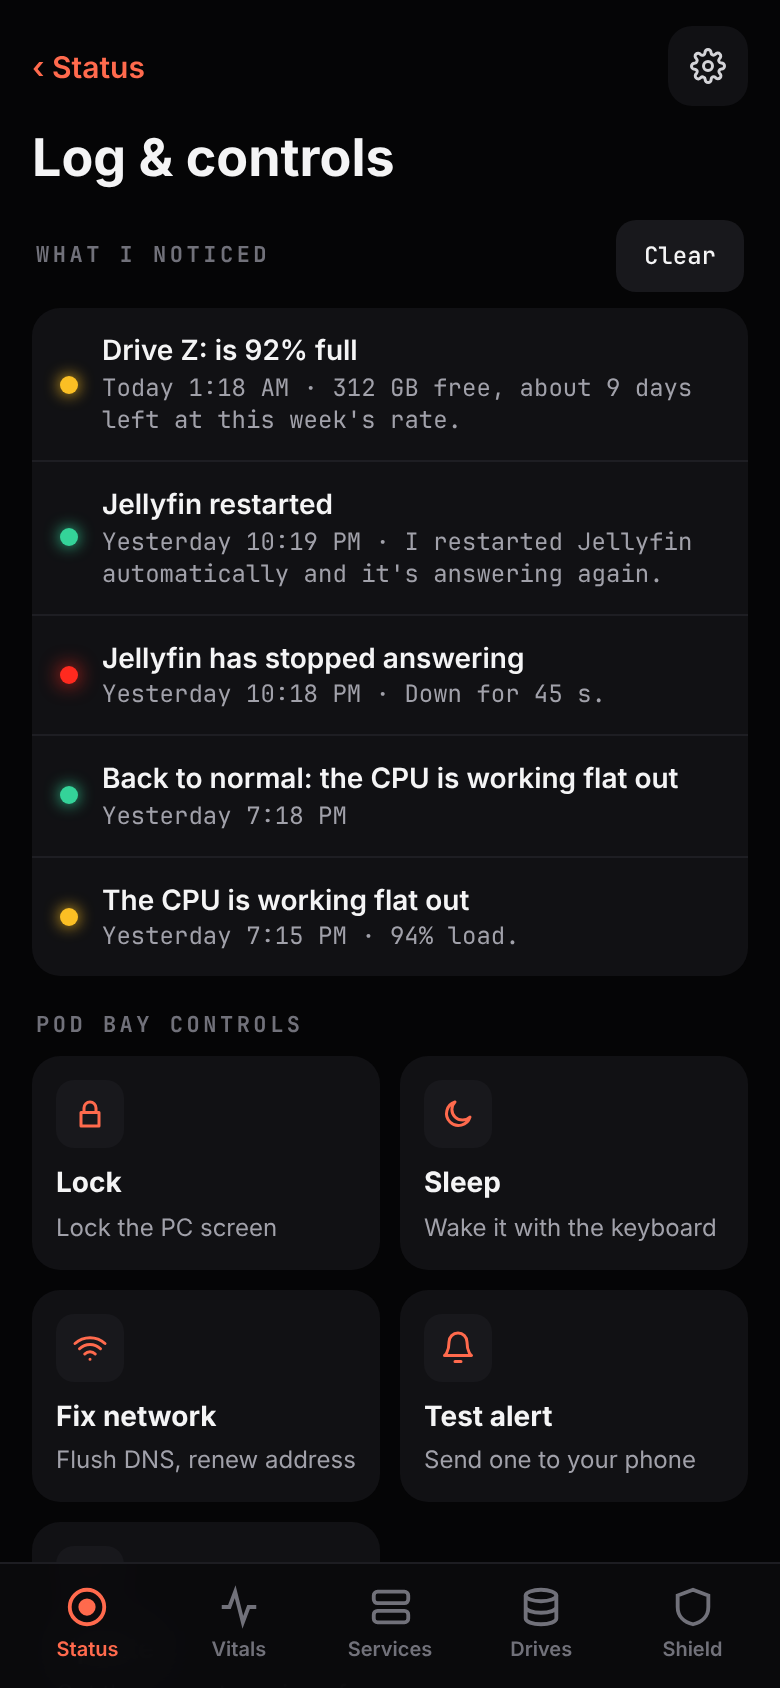 ‹ Status
Log & controls
WHAT I NOTICED
Clear
Drive Z: is 92% full
Today 1:18 AM · 312 GB free, about 9 days
left at this week's rate.
Jellyfin restarted
Yesterday 10:19 PM · I restarted Jellyfin
automatically and it's answering again.
Jellyfin has stopped answering
Yesterday 10:18 PM · Down for 45 s.
Back to normal: the CPU is working flat out
Yesterday 7:18 PM
The CPU is working flat out
Yesterday 7:15 PM · 94% load.
POD BAY CONTROLS
Lock
Lock the PC screen
Sleep
Wake it with the keyboard
Fix network
Flush DNS, renew address
Test alert
Send one to your phone
Status
Vitals
Services
Drives
Shield